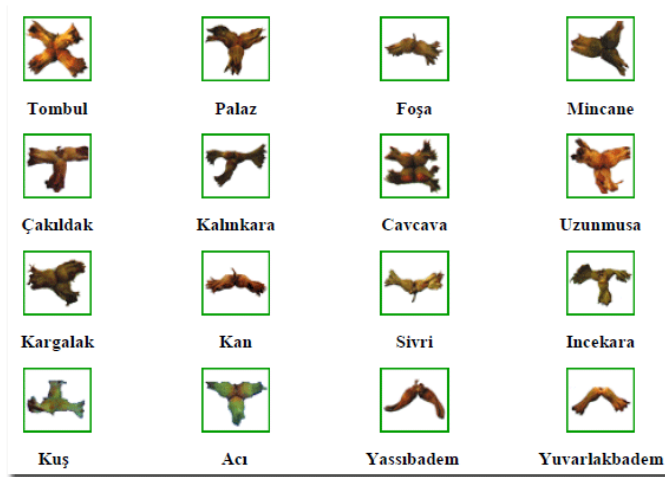 Tombul Palaz Foşa Mincane
Çakıldak Kalınkara Cavcava Uzunmusa
Kargalak Kan Sivri Incekara
Kuş Acı Yassıbadem Yuvarlakbadem